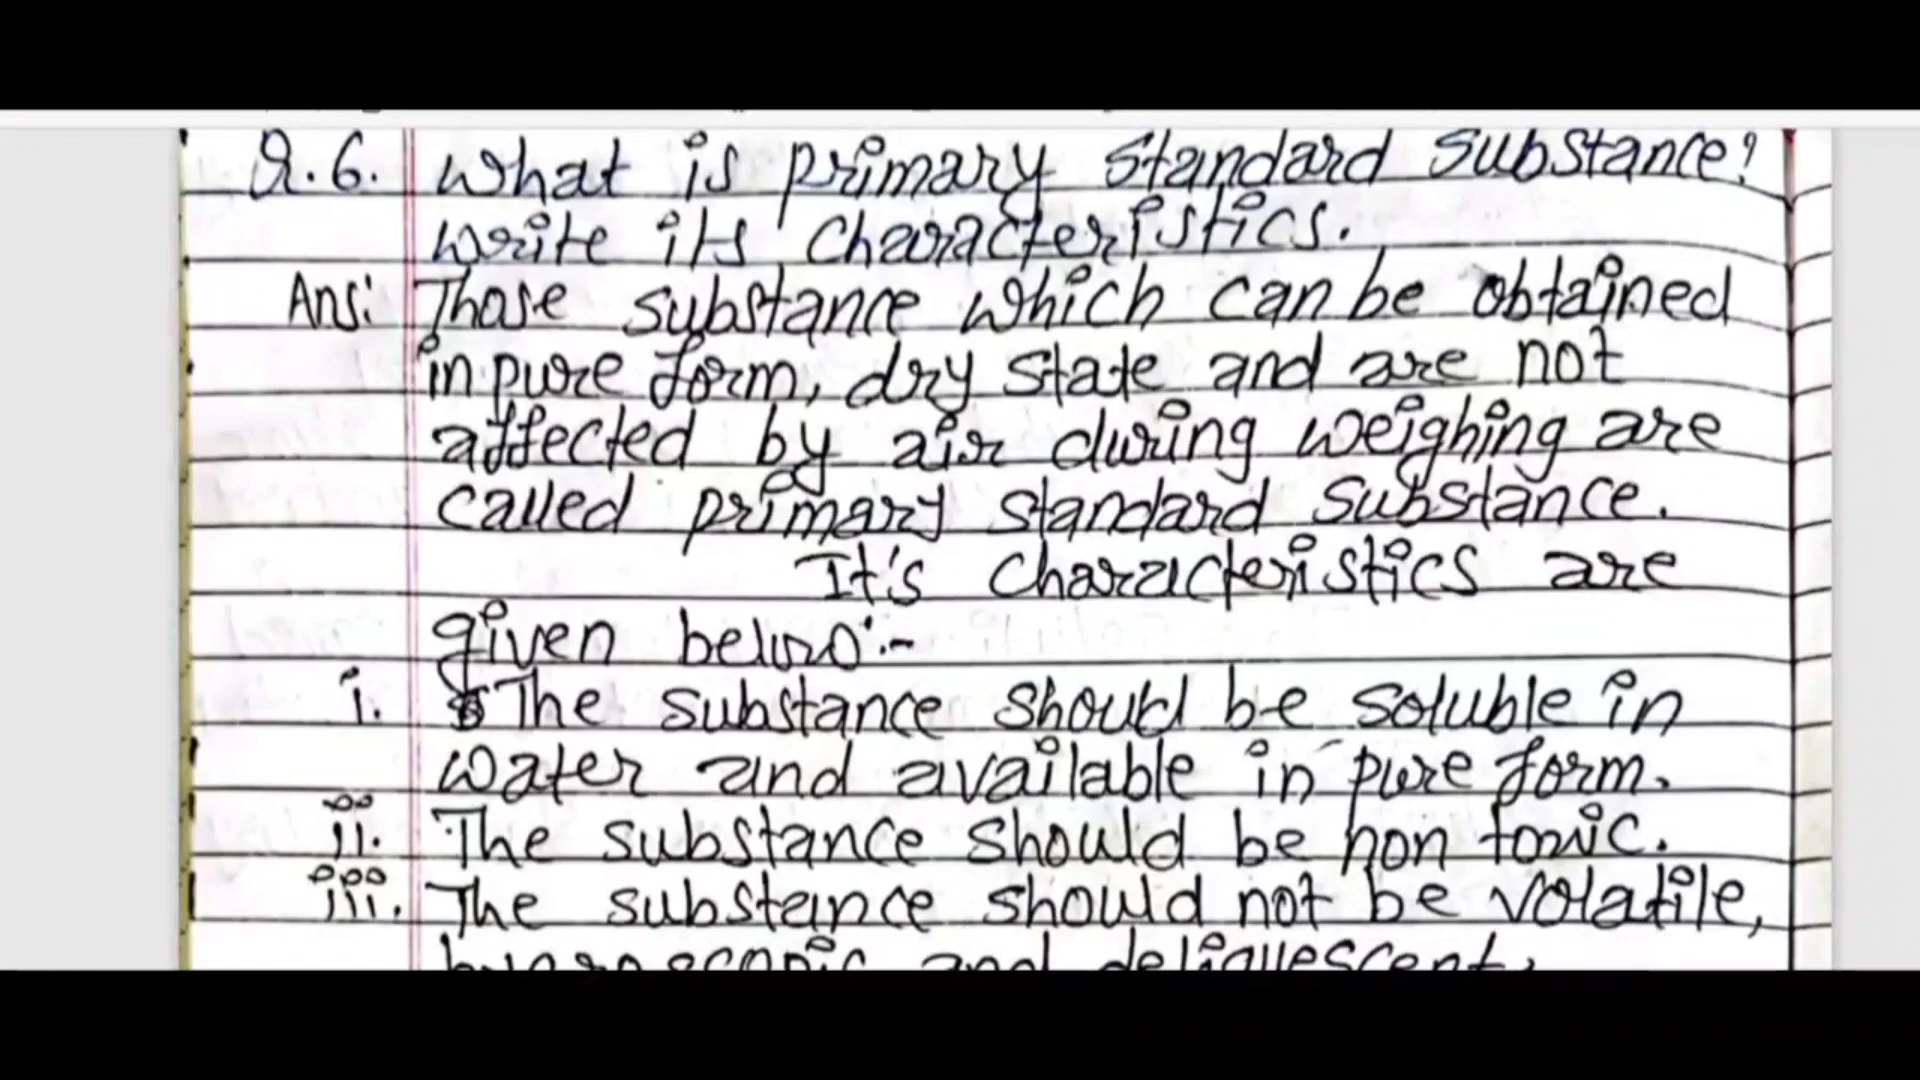 Q.6. What is primary standard substance?
Write its characteristics.
Ans: Those substance which can be obtained
in pure form, dry state and are not
affected by air during weighing are
called primary standard substance.
It's characteristics are
given below:-
i. The substance should be soluble in
water and available in pure form.
ii. The substance should be non toxic.
iii. The substance should not be volatile,
hygroscopic and deliquescent.